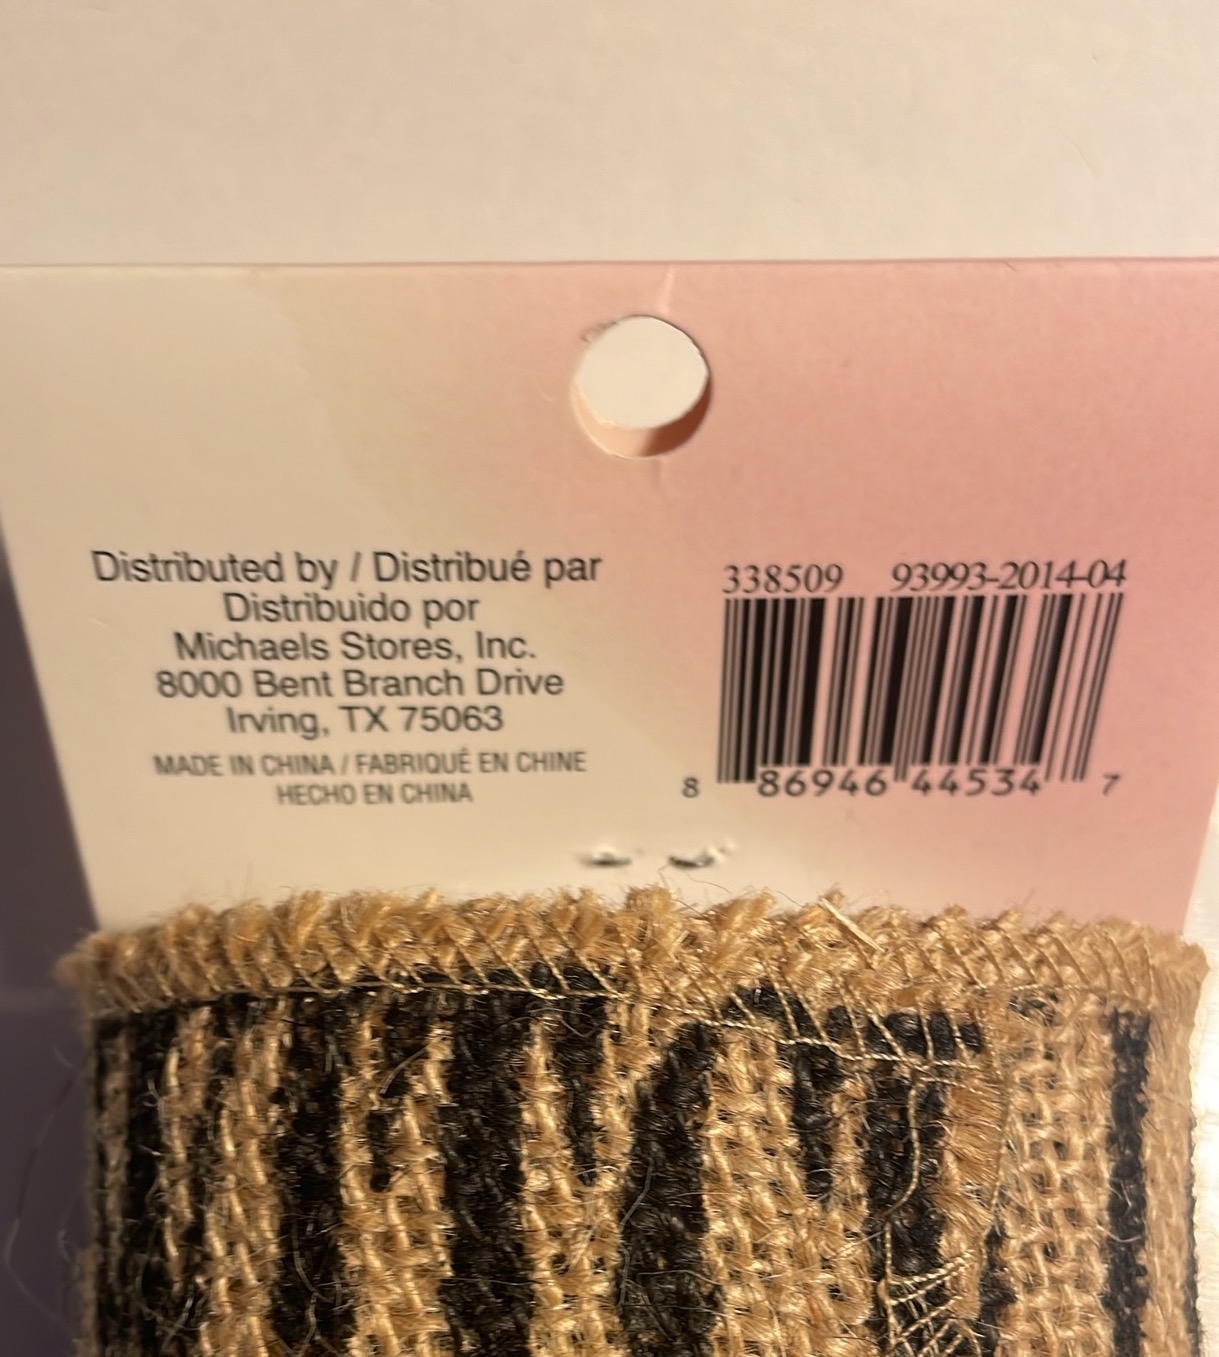 Distributed by / Distribué par
Distribuido por
Michaels Stores, Inc.
8000 Bent Branch Drive
Irving, TX 75063
MADE IN CHINA / FABRIQUÉ EN CHINE
HECHO EN CHINA
338509 93993-2014-04
8 86946 44534 7